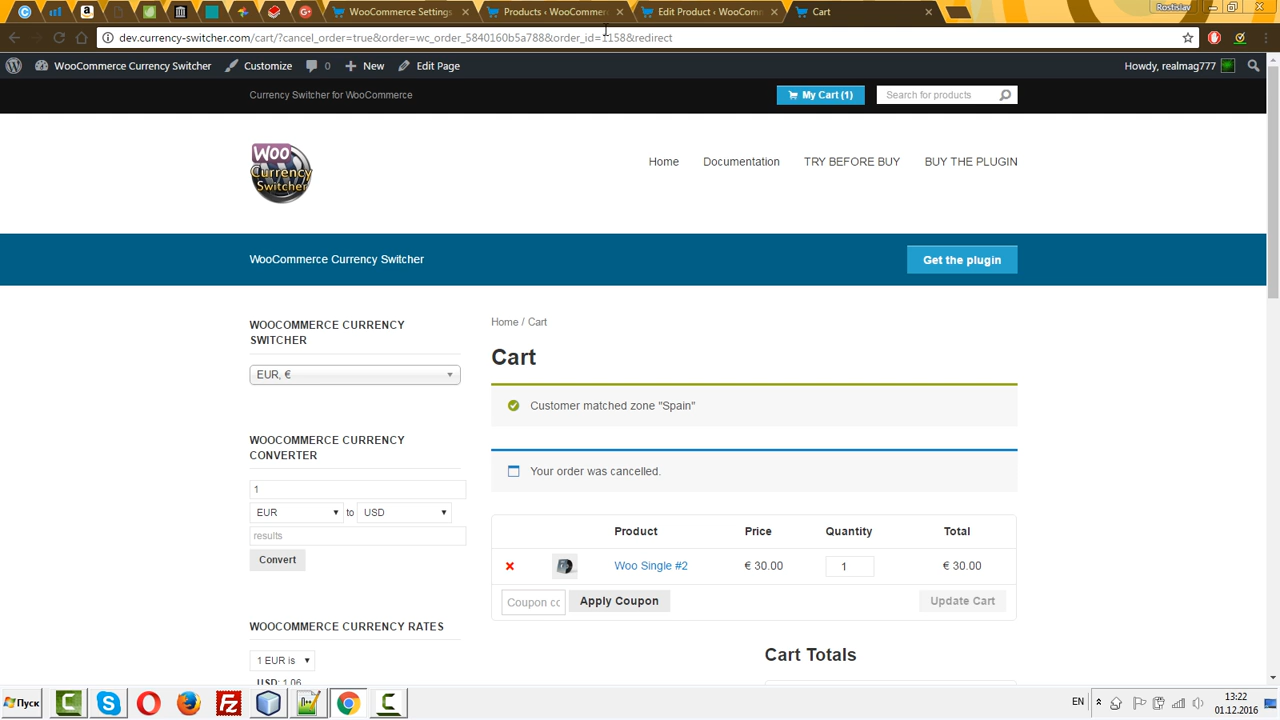 WooCommerce Settings
Products ‹ WooCommer
Edit Product ‹ WooComm
Cart
Rostislav
dev.currency-switcher.com/cart/?cancel_order=true&order=wc_order_5840160b5a788&order_id=1158&redirect
WooCommerce Currency Switcher
Customize
0
New
Edit Page
Howdy, realmag777
Currency Switcher for WooCommerce
My Cart (1)
Search for products
Woo
Currency
Switcher
Home
Documentation
TRY BEFORE BUY
BUY THE PLUGIN
WooCommerce Currency Switcher
Get the plugin
WOOCOMMERCE CURRENCY
SWITCHER
EUR, €
WOOCOMMERCE CURRENCY
CONVERTER
1
EUR to USD
results
Convert
WOOCOMMERCE CURRENCY RATES
1 EUR is
USD: 1.06
Home / Cart
Cart
Customer matched zone "Spain"
Your order was cancelled.
Product Price Quantity Total
Woo Single #2 € 30.00 1 € 30.00
Coupon cc Apply Coupon Update Cart
Cart Totals
Пуск
EN
13:22
01.12.2016